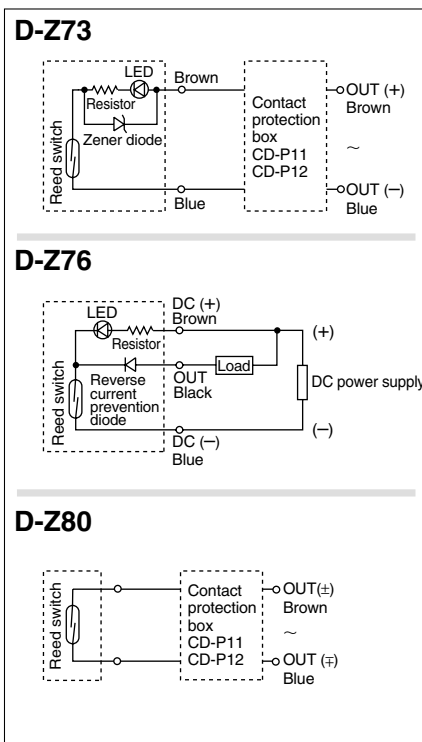 D-Z73
LED
Brown
Resistor
Zener diode
Reed switch
Blue
Contact
protection
box
CD-P11
CD-P12
OUT (+)
Brown
~
OUT (−)
Blue
D-Z76
LED
DC (+)
Brown
Resistor
(+)
Load
OUT
Black
Reverse
current
prevention
diode
Reed switch
DC power supply
DC (−)
Blue
(−)
D-Z80
Reed switch
Contact
protection
box
CD-P11
CD-P12
OUT(±)
Brown
~
OUT (∓)
Blue